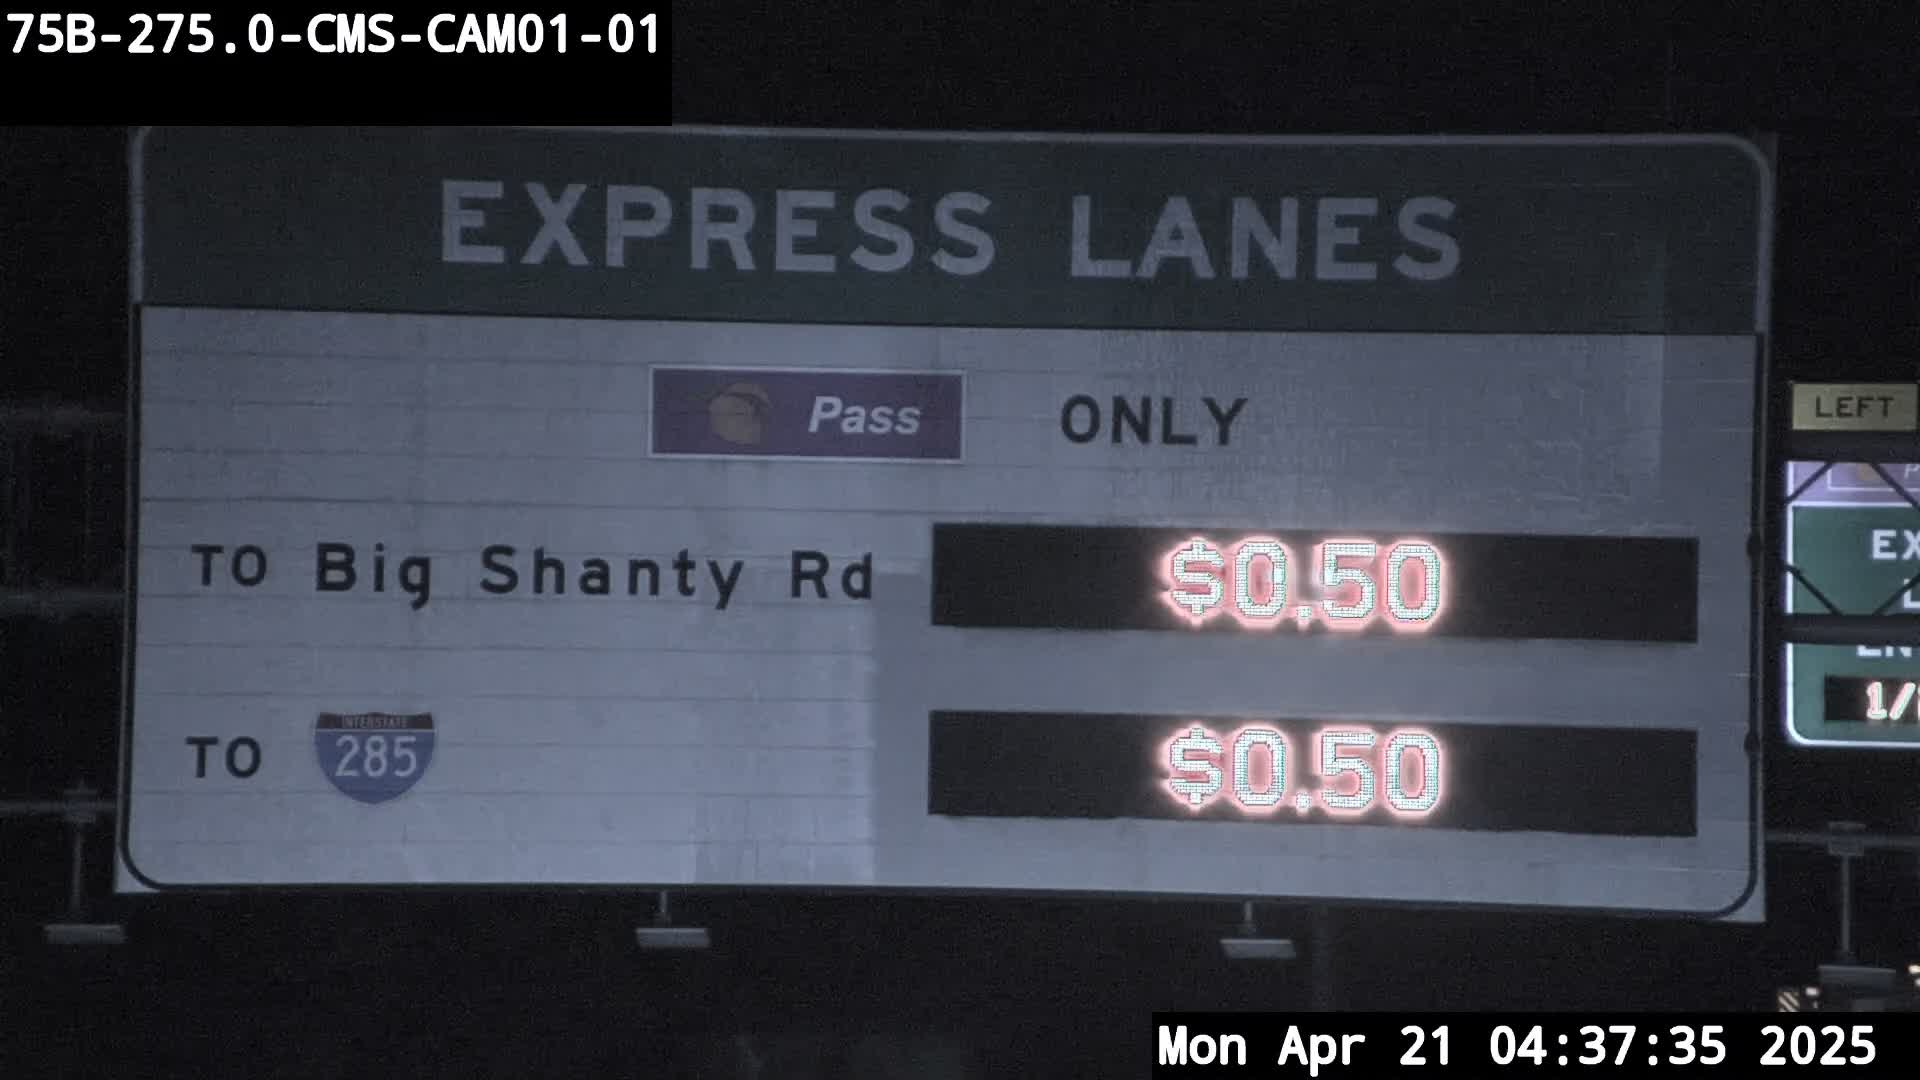 75B-275.0-CMS-CAM01-01
EXPRESS LANES
Pass ONLY
TO Big Shanty Rd $0.50
TO INTERSTATE 285 $0.50
LEFT
Mon Apr 21 04:37:35 2025